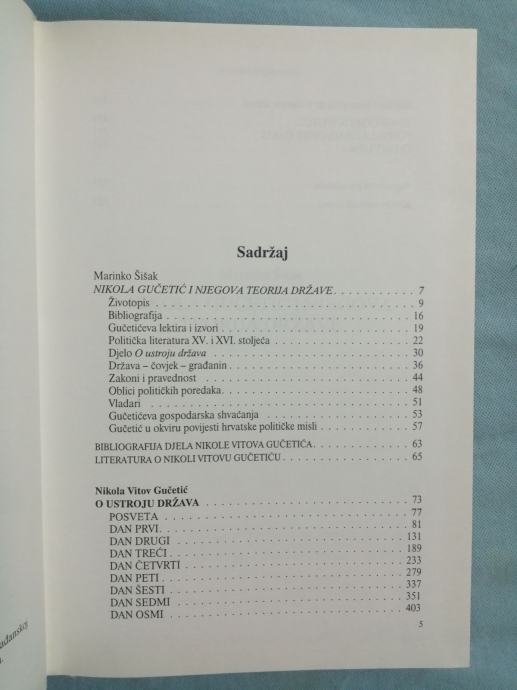 Sadržaj
Marinko Šišak
NIKOLA GUČETIĆ I NJEGOVA TEORIJA DRŽAVE . . . . . . . . . . . . 7
Životopis . . . . . . . . . . . . . . . . . . . . . . . . . . . . . . . . 9
Bibliografija . . . . . . . . . . . . . . . . . . . . . . . . . . . . . . 16
Gučetićeva lektira i izvori . . . . . . . . . . . . . . . . . . . . . . 19
Politička literatura XV. i XVI. stoljeća . . . . . . . . . . . . . . . . 22
Djelo O ustroju država . . . . . . . . . . . . . . . . . . . . . . . . 30
Država – čovjek – građanin . . . . . . . . . . . . . . . . . . . . . . 36
Zakoni i pravednost . . . . . . . . . . . . . . . . . . . . . . . . . . 44
Oblici političkih poredaka . . . . . . . . . . . . . . . . . . . . . . 48
Vladari . . . . . . . . . . . . . . . . . . . . . . . . . . . . . . . . 51
Gučetićeva gospodarska shvaćanja . . . . . . . . . . . . . . . . . . 53
Gučetić u okviru povijesti hrvatske političke misli . . . . . . . . . . 57
BIBLIOGRAFIJA DJELA NIKOLE VITOVA GUČETIĆA . . . . . . . . . . . . 63
LITERATURA O NIKOLI VITOVU GUČETIĆU . . . . . . . . . . . . . . . . 65
Nikola Vitov Gučetić
O USTROJU DRŽAVA . . . . . . . . . . . . . . . . . . . . . . . . . . 73
POSVETA . . . . . . . . . . . . . . . . . . . . . . . . . . . . . . . 77
DAN PRVI . . . . . . . . . . . . . . . . . . . . . . . . . . . . . . . 81
DAN DRUGI . . . . . . . . . . . . . . . . . . . . . . . . . . . . . . 131
DAN TREĆI . . . . . . . . . . . . . . . . . . . . . . . . . . . . . . 189
DAN ČETVRTI . . . . . . . . . . . . . . . . . . . . . . . . . . . . . 233
DAN PETI . . . . . . . . . . . . . . . . . . . . . . . . . . . . . . . 279
DAN ŠESTI . . . . . . . . . . . . . . . . . . . . . . . . . . . . . . 337
DAN SEDMI . . . . . . . . . . . . . . . . . . . . . . . . . . . . . . 351
DAN OSMI . . . . . . . . . . . . . . . . . . . . . . . . . . . . . . . 403
5